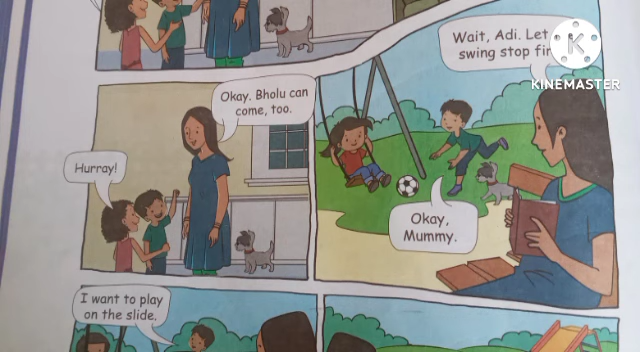 Wait, Adi. Let
swing stop
KINEMASTER
Okay. Bholu can
come, too.
Hurray!
Okay,
Mummy.
I want to play
on the slide.